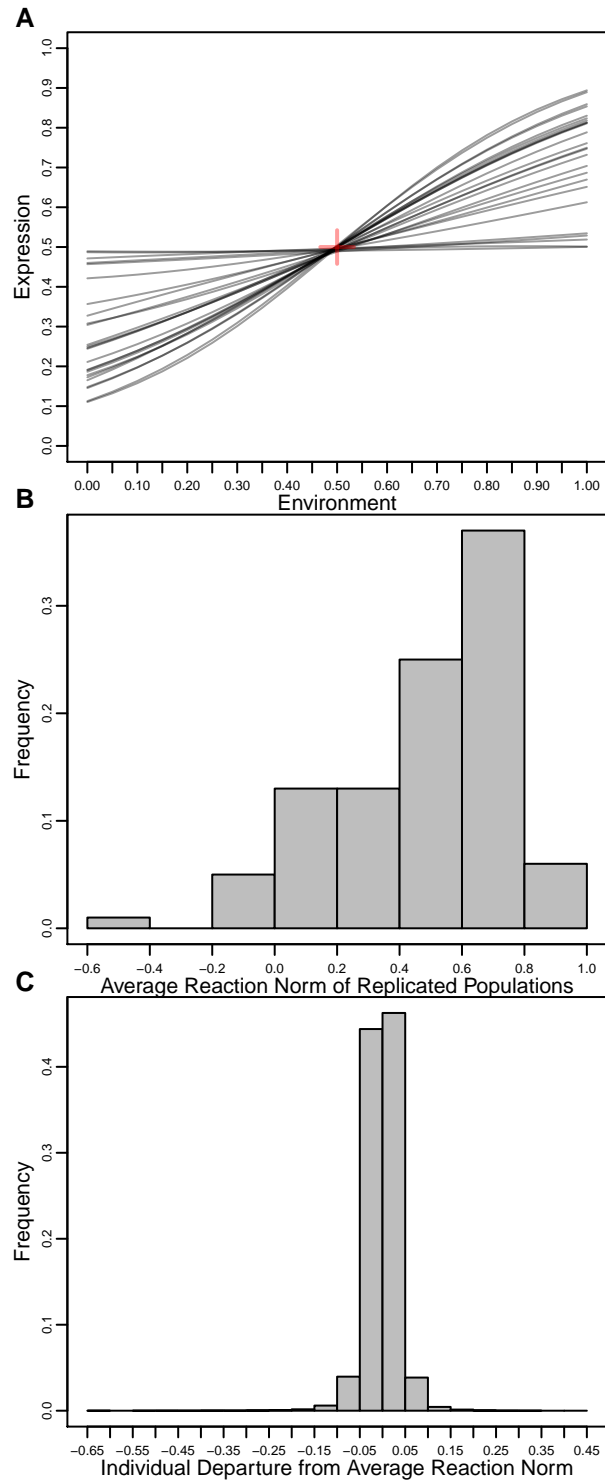 A
Expression
1.0
0.9
0.8
0.7
0.6
0.5
0.4
0.3
0.2
0.1
0.0
0.00 0.10 0.20 0.30 0.40 0.50 0.60 0.70 0.80 0.90 1.00
Environment
B
Frequency
0.3
0.2
0.1
0.0
−0.6 −0.4 −0.2 0.0 0.2 0.4 0.6 0.8 1.0
Average Reaction Norm of Replicated Populations
C
Frequency
0.4
0.3
0.2
0.1
0.0
−0.65 −0.55 −0.45 −0.35 −0.25 −0.15 −0.05 0.05 0.15 0.25 0.35 0.45
Individual Departure from Average Reaction Norm